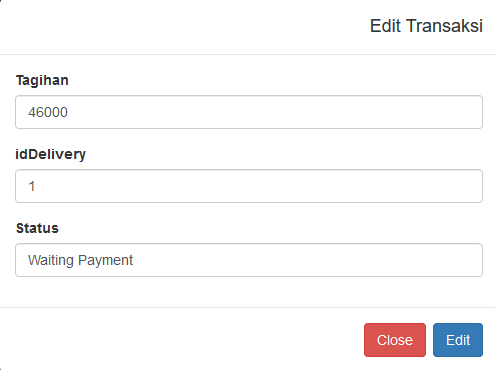 Edit Transaksi
Tagihan
46000
idDelivery
1
Status
Waiting Payment
Close Edit